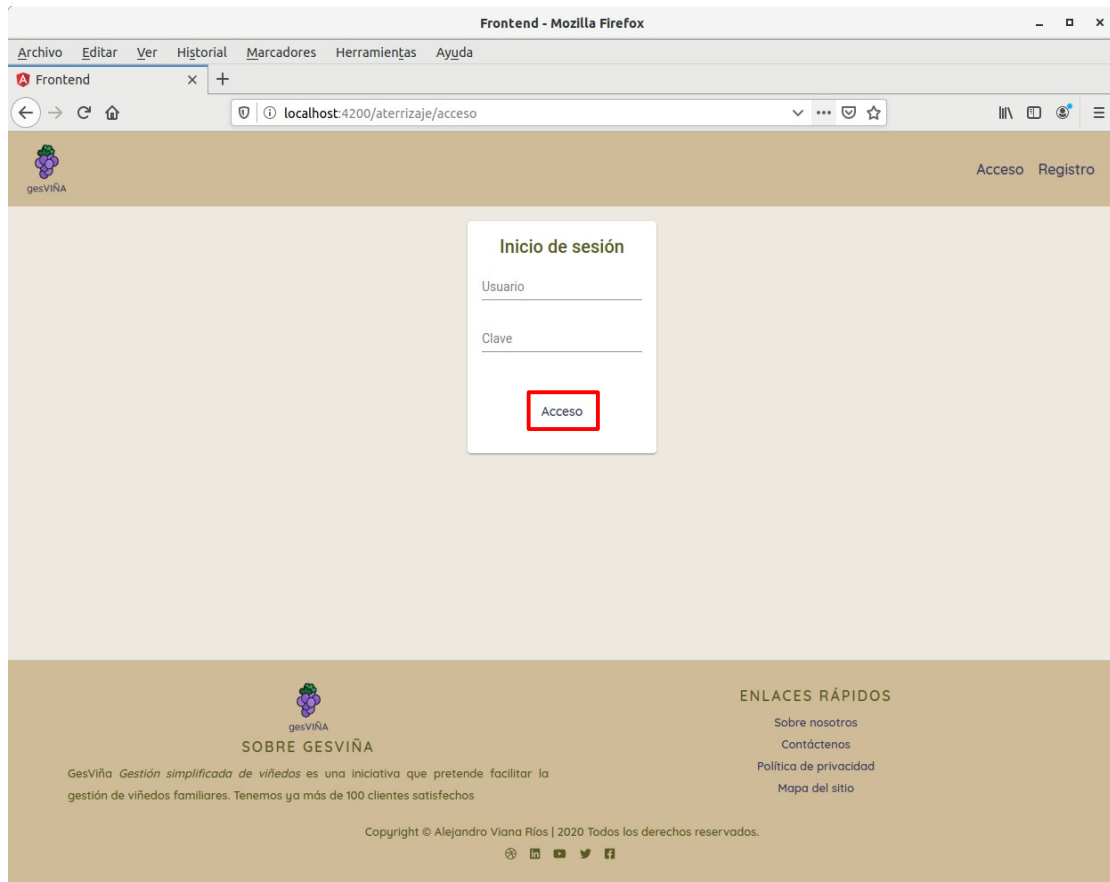 Frontend - Mozilla Firefox
Archivo Editar Ver Historial Marcadores Herramientas Ayuda
Frontend
localhost:4200/aterrizaje/acceso
gesVIÑA
Acceso Registro
Inicio de sesión
Usuario
Clave
Acceso
gesVIÑA
SOBRE GESVIÑA
GesViña Gestión simplificada de viñedos es una iniciativa que pretende facilitar la
gestión de viñedos familiares. Tenemos ya más de 100 clientes satisfechos
ENLACES RÁPIDOS
Sobre nosotros
Contáctenos
Política de privacidad
Mapa del sitio
Copyright © Alejandro Viana Ríos | 2020 Todos los derechos reservados.